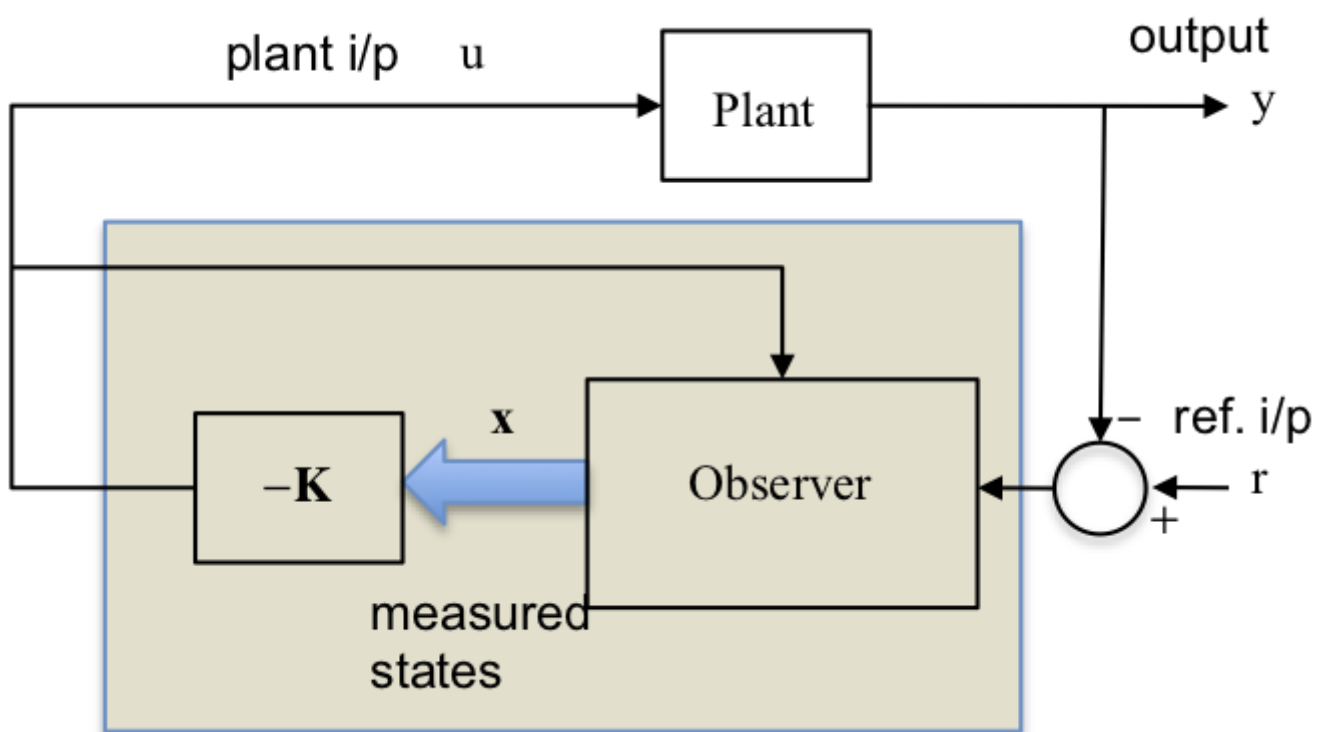 plant i/p u
Plant
output
y
− ref. i/p
r
+
x
−K
Observer
measured
states